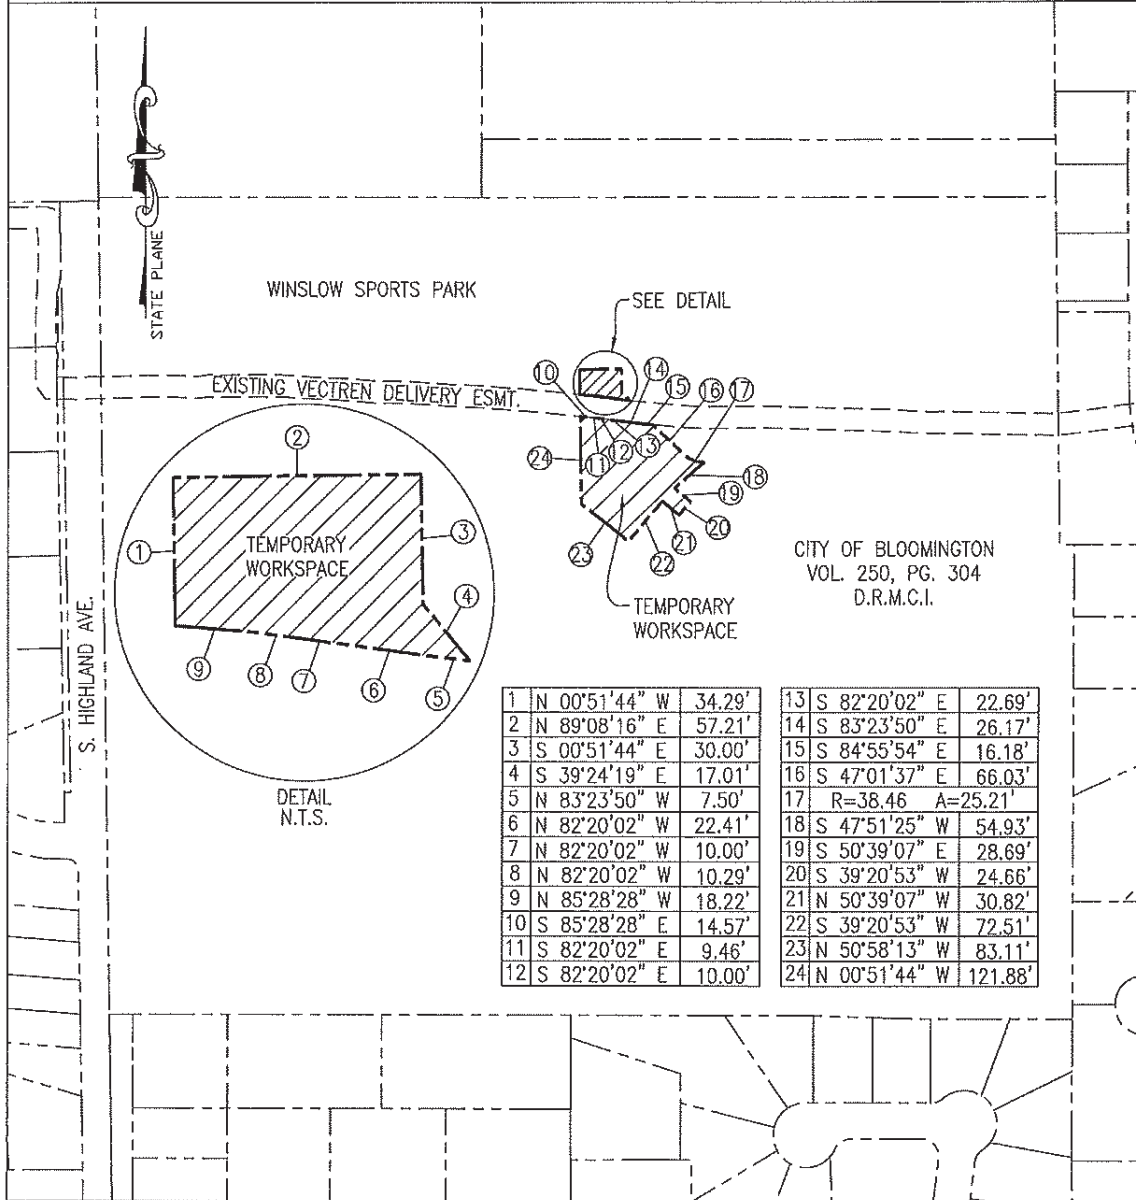 STATE PLANE
WINSLOW SPORTS PARK
SEE DETAIL
EXISTING VECTREN DELIVERY ESMT.
10
14
15
16
17
24
11
12
13
18
19
20
21
22
23
2
1
3
TEMPORARY
WORKSPACE
4
9
8
7
6
5
DETAIL
N.T.S.
S. HIGHLAND AVE.
TEMPORARY
WORKSPACE
CITY OF BLOOMINGTON
VOL. 250, PG. 304
D.R.M.C.I.
1 N 00°51'44" W 34.29'
2 N 89°08'16" E 57.21'
3 S 00°51'44" E 30.00'
4 S 39°24'19" E 17.01'
5 N 83°23'50" W 7.50'
6 N 82°20'02" W 22.41'
7 N 82°20'02" W 10.00'
8 N 82°20'02" W 10.29'
9 N 85°28'28" W 18.22'
10 S 85°28'28" E 14.57'
11 S 82°20'02" E 9.46'
12 S 82°20'02" E 10.00'
13 S 82°20'02" E 22.69'
14 S 83°23'50" E 26.17'
15 S 84°55'54" E 16.18'
16 S 47°01'37" E 66.03'
17 R=38.46 A=25.21'
18 S 47°51'25" W 54.93'
19 S 50°39'07" E 28.69'
20 S 39°20'53" W 24.66'
21 N 50°39'07" W 30.82'
22 S 39°20'53" W 72.51'
23 N 50°58'13" W 83.11'
24 N 00°51'44" W 121.88'